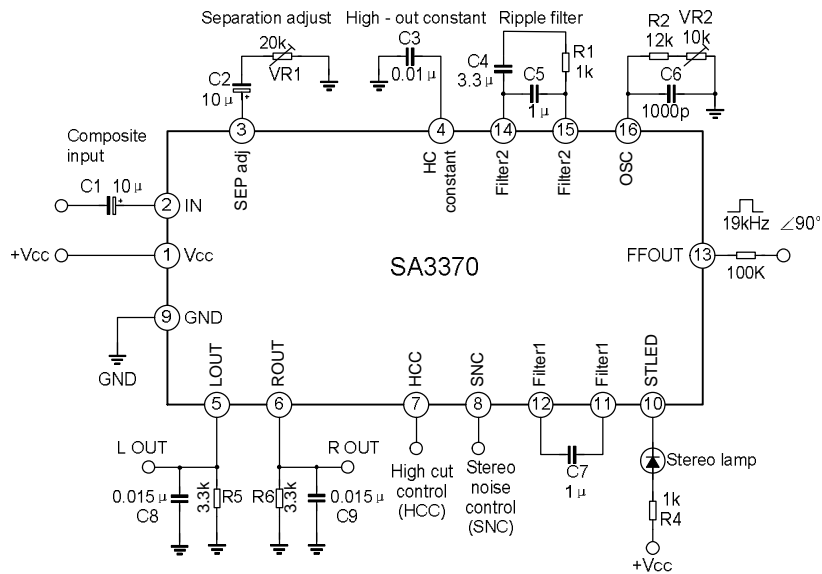 Separation adjust
High - out constant
Ripple filter
R2
12k
VR2
10k
20k
VR1
C2
10 μ
C3
0.01 μ
C4
3.3 μ
R1
1k
C5
1 μ
C6
1000p
3
4
14
15
16
SEP adj
HC
constant
Filter2
Filter2
OSC
Composite
input
C1
10 μ
2
IN
+Vcc
1
Vcc
SA3370
FFOUT
13
19kHz ∠90°
100K
9
GND
GND
LOUT
ROUT
HCC
SNC
Filter1
Filter1
STLED
5
6
7
8
12
11
10
L OUT
R OUT
0.015 μ
C8
3.3k
R5
R6
3.3k
0.015 μ
C9
High cut
control
(HCC)
Stereo
noise
control
(SNC)
C7
1 μ
Stereo lamp
1k
R4
+Vcc